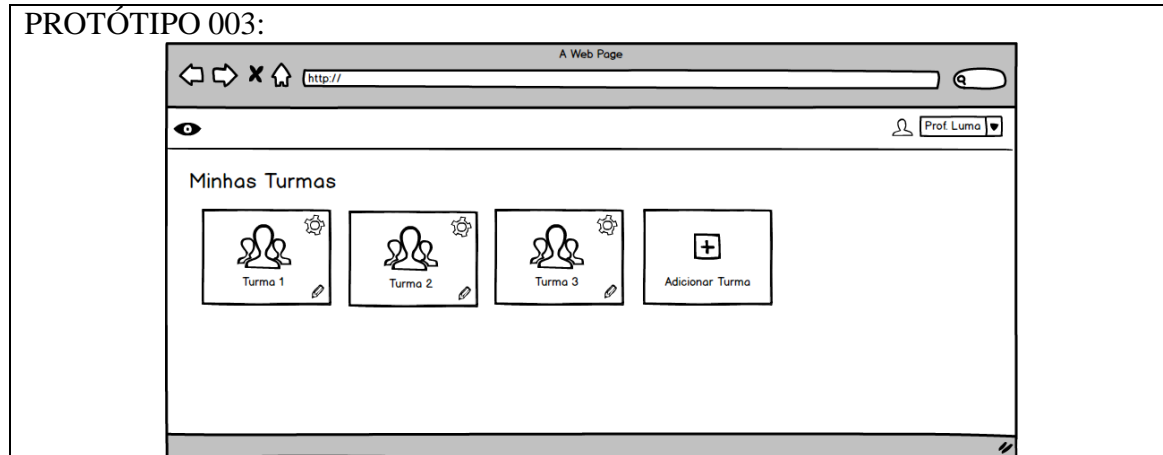 PROTÓTIPO 003:
A Web Page
http://
Prof. Luma
Minhas Turmas
Turma 1
Turma 2
Turma 3
Adicionar Turma